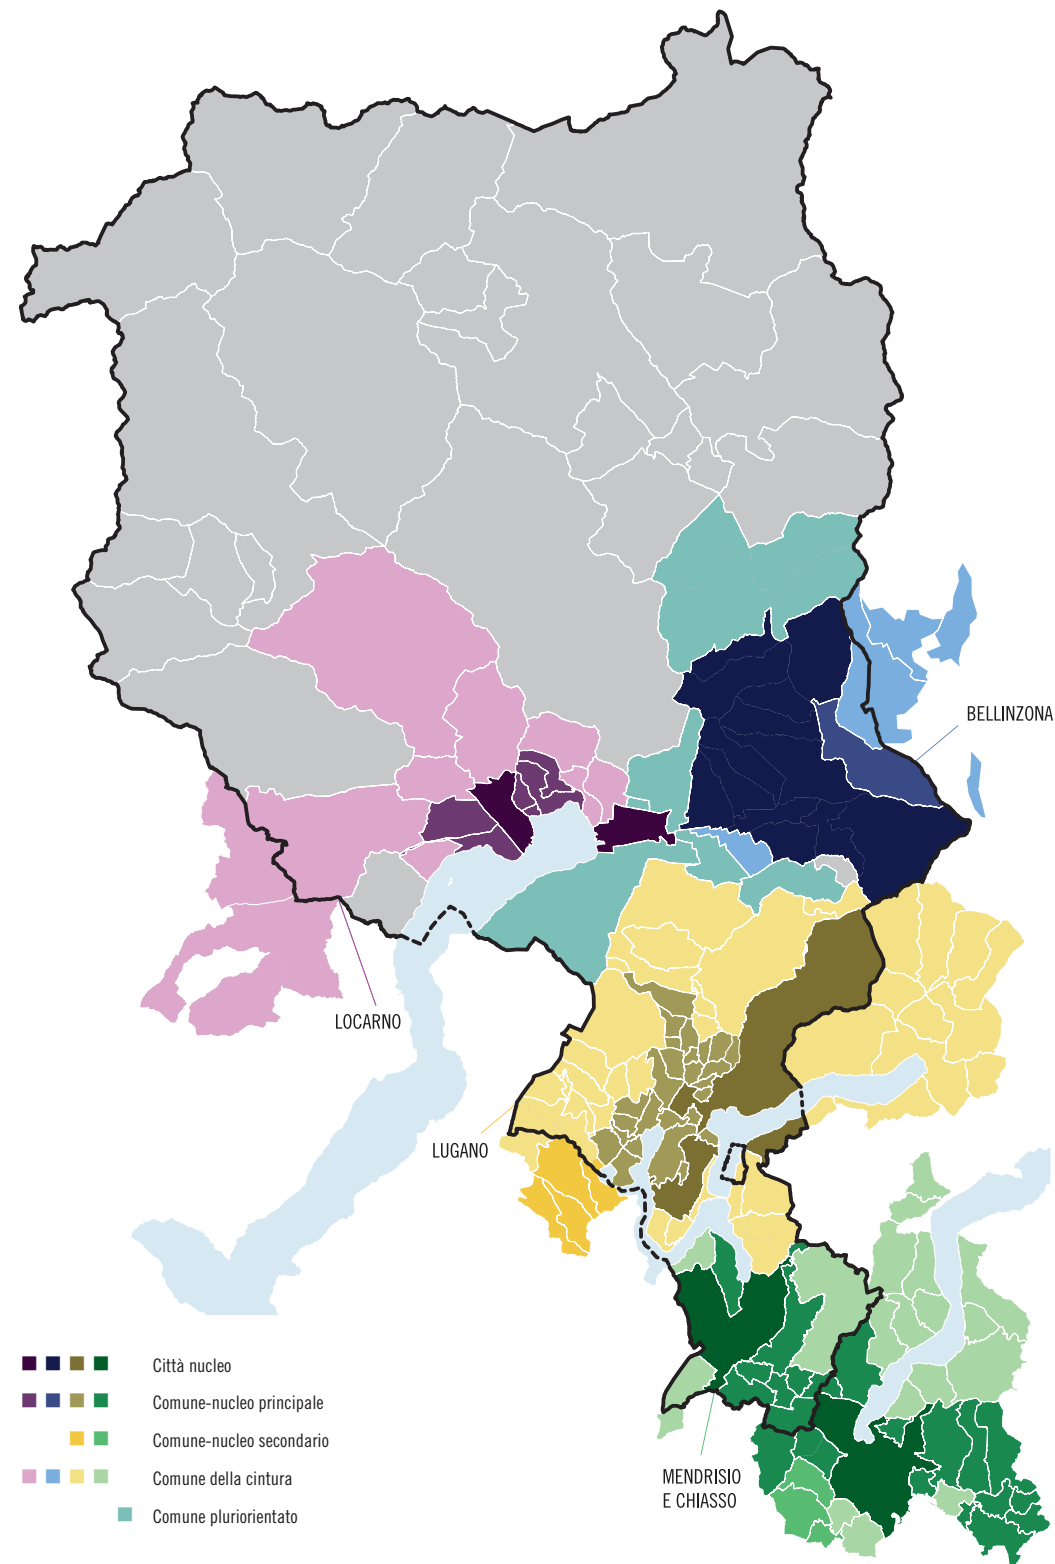 BELLINZONA
LOCARNO
LUGANO
MENDRISIO
E CHIASSO
Città nucleo
Comune-nucleo principale
Comune-nucleo secondario
Comune della cintura
Comune pluriorientato